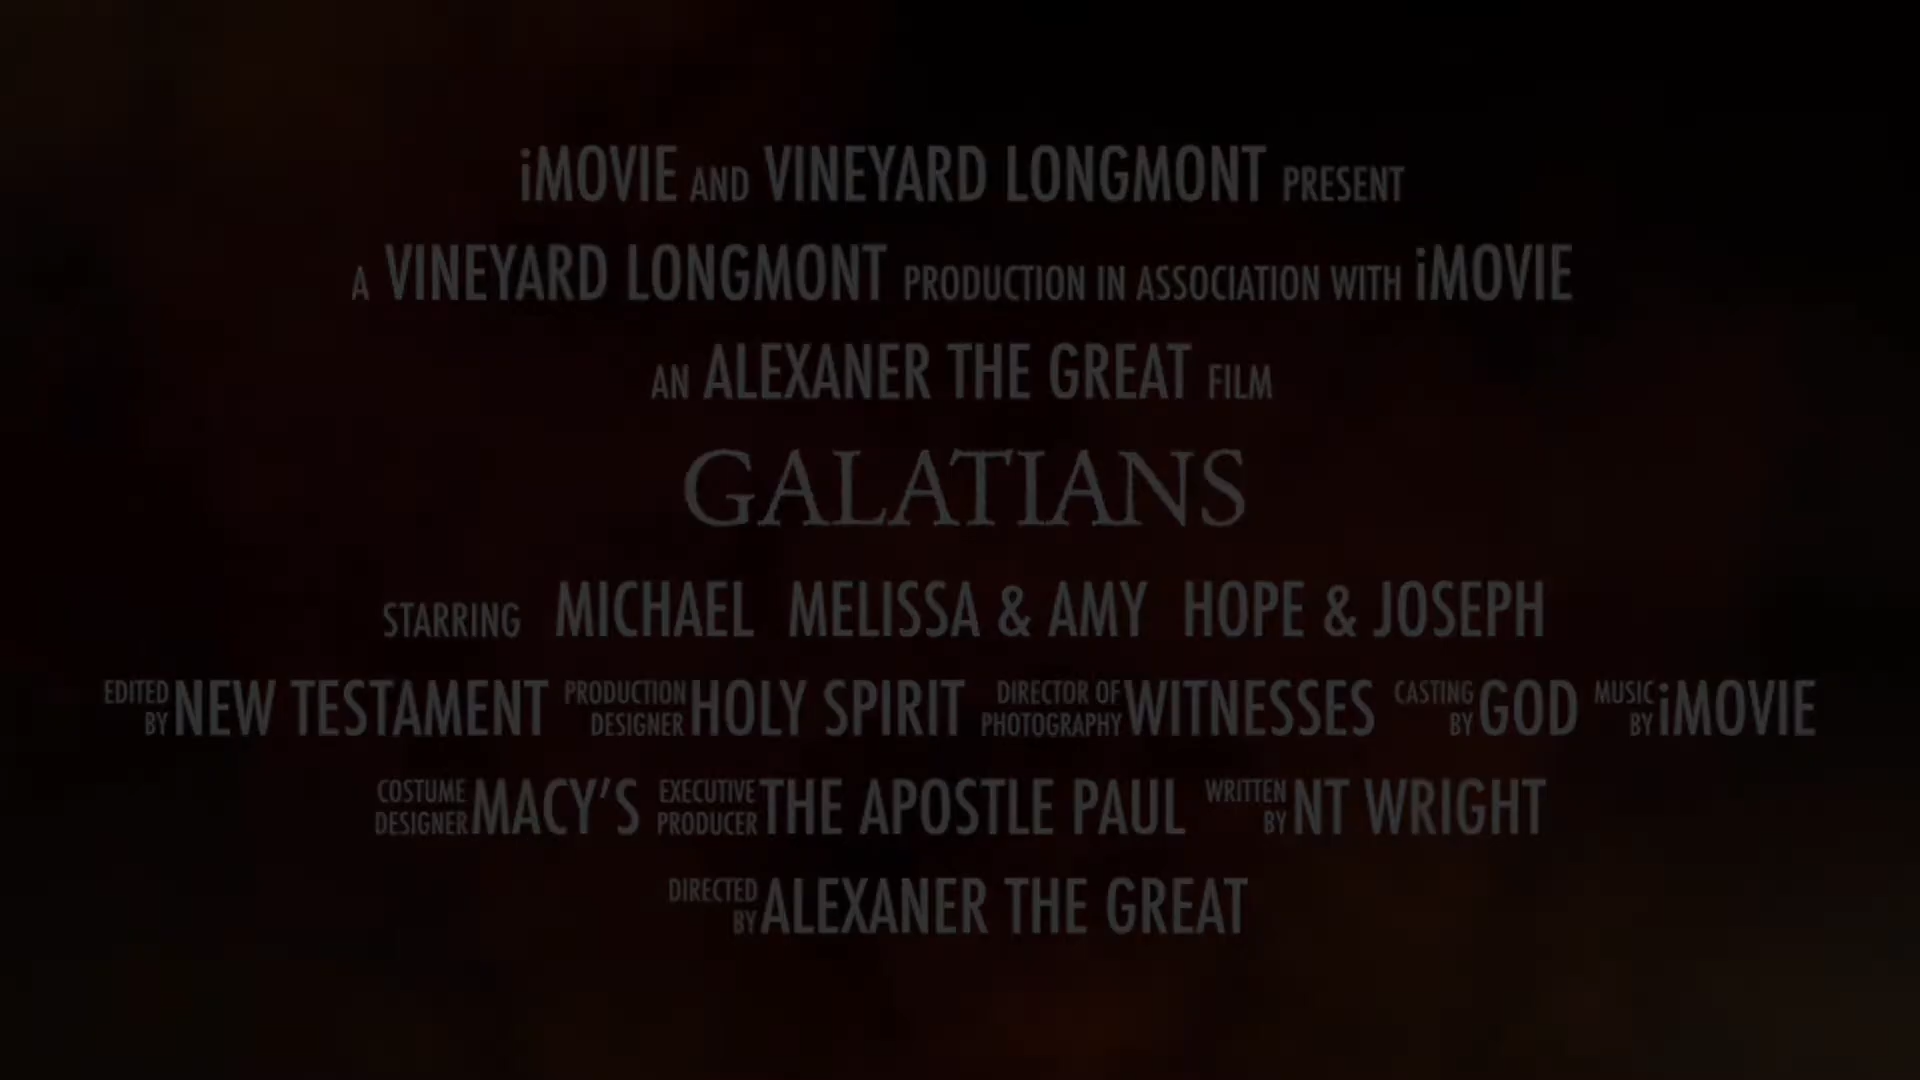 iMOVIE AND VINEYARD LONGMONT PRESENT
A VINEYARD LONGMONT PRODUCTION IN ASSOCIATION WITH iMOVIE
AN ALEXANER THE GREAT FILM
GALATIANS
STARRING MICHAEL MELISSA & AMY HOPE & JOSEPH
EDITED BY NEW TESTAMENT PRODUCTION DESIGNER HOLY SPIRIT DIRECTOR OF PHOTOGRAPHY WITNESSES CASTING BY GOD MUSIC BY iMOVIE
COSTUME DESIGNER MACY'S EXECUTIVE PRODUCER THE APOSTLE PAUL WRITTEN BY NT WRIGHT
DIRECTED BY ALEXANER THE GREAT